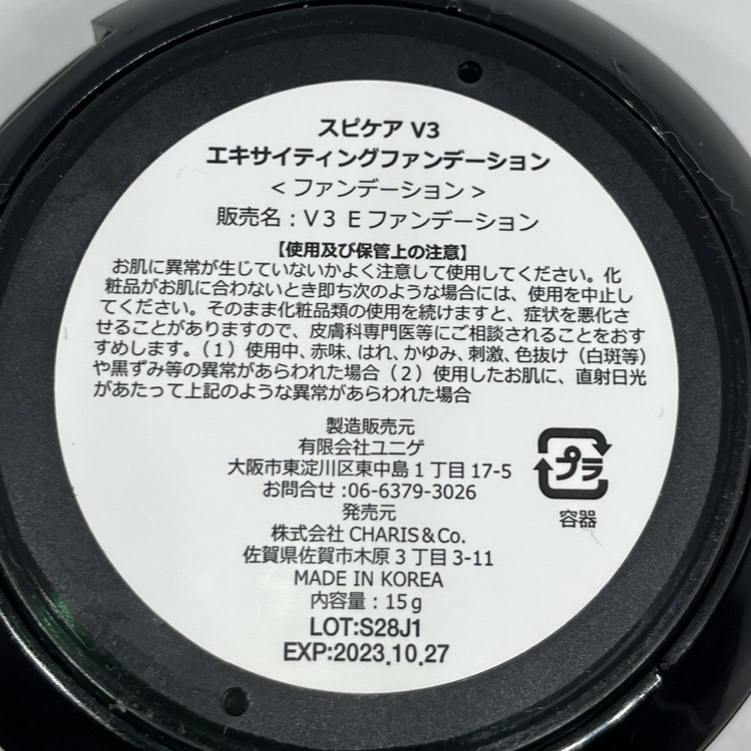 スピケア V3
エキサイティングファンデーション
<ファンデーション>
販売名：V3 Eファンデーション
【使用及び保管上の注意】
お肌に異常が生じていないかよく注意して使用してください。化
粧品がお肌に合わないとき即ち次のような場合には、使用を中止し
てください。そのまま化粧品類の使用を続けますと、症状を悪化さ
せることがありますので、皮膚科専門医等にご相談されることをおす
すめします。（1）使用中、赤味、はれ、かゆみ、刺激、色抜け（白斑等）
や黒ずみ等の異常があらわれた場合（2）使用したお肌に、直射日光
があたって上記のような異常があらわれた場合
製造販売元
有限会社ユニゲ
大阪市東淀川区東中島１丁目17-5
お問合せ:06-6379-3026
発売元
株式会社 CHARIS&Co.
佐賀県佐賀市木原３丁目3-11
MADE IN KOREA
内容量：15g
LOT:S28J1
EXP:2023.10.27
プラ
容器